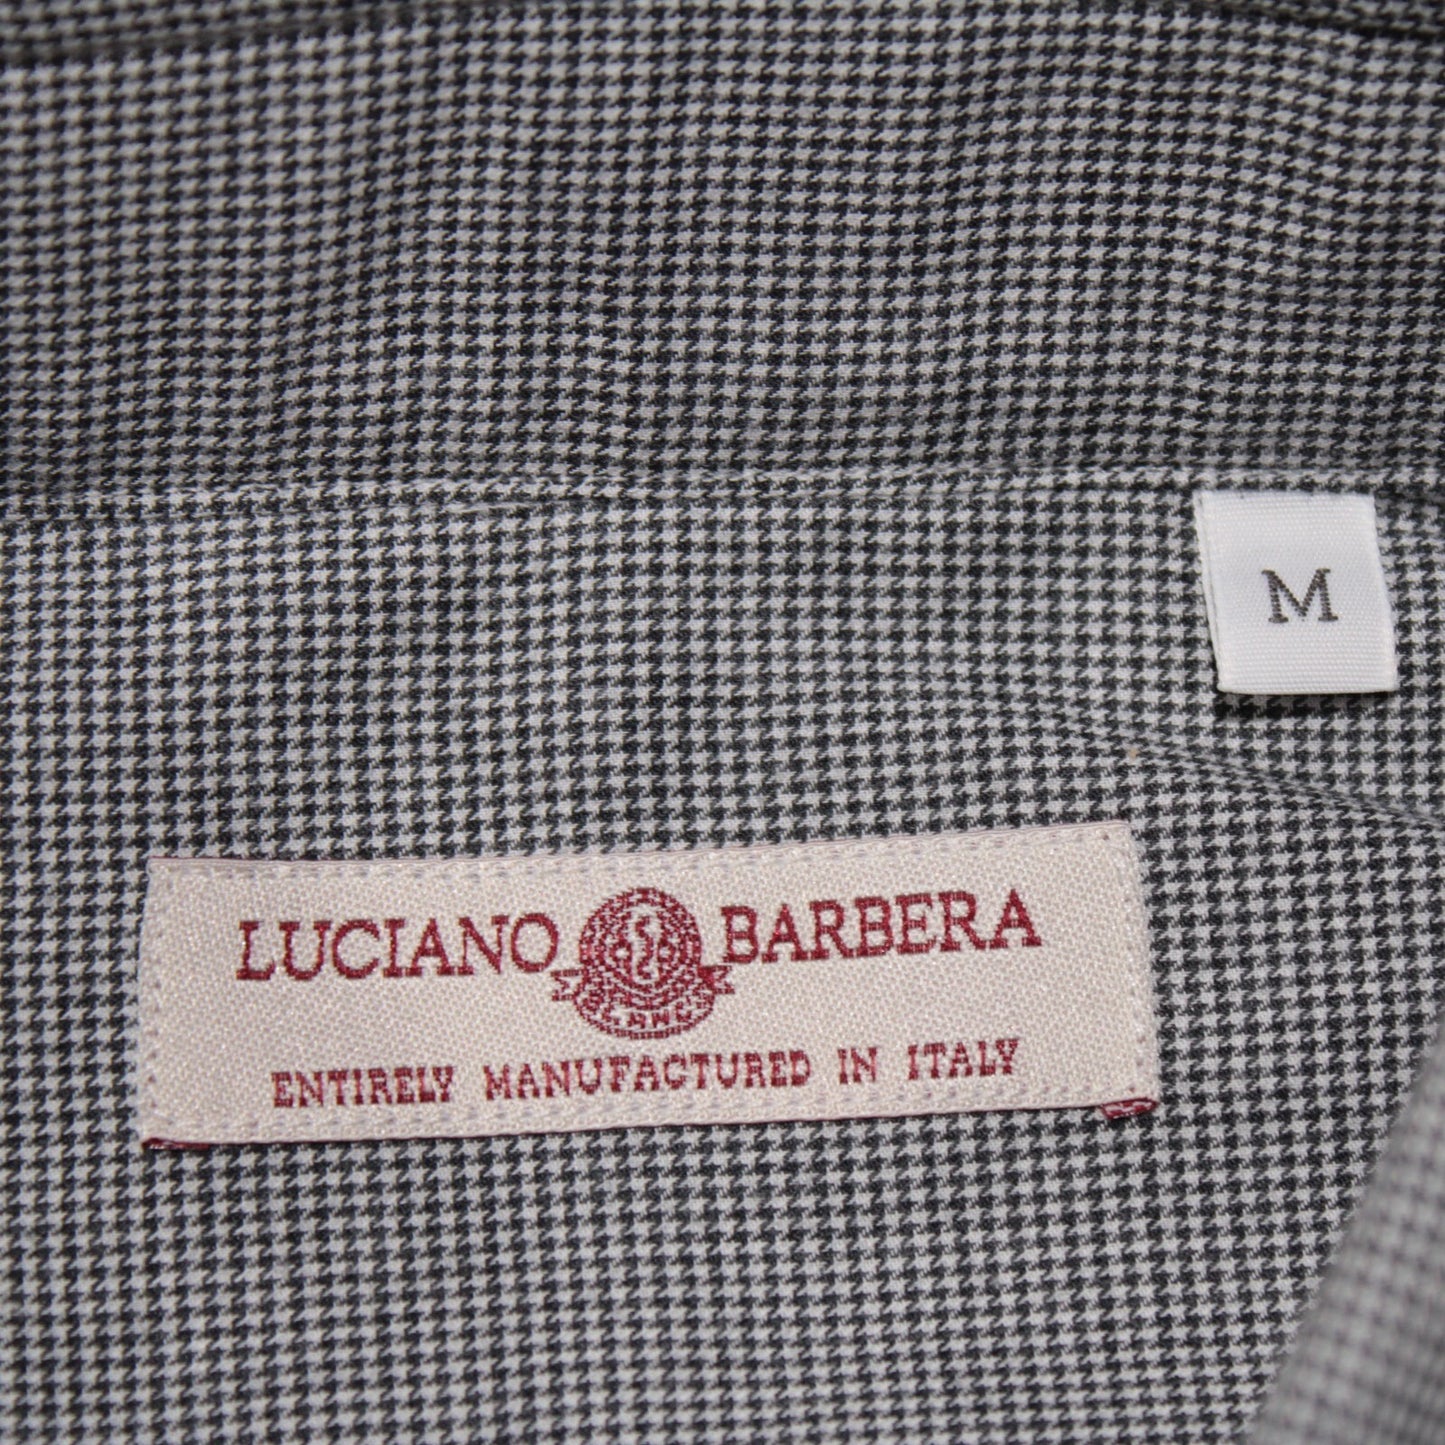 M
LUCIANO BARBERA
ENTIRELY MANUFACTURED IN ITALY